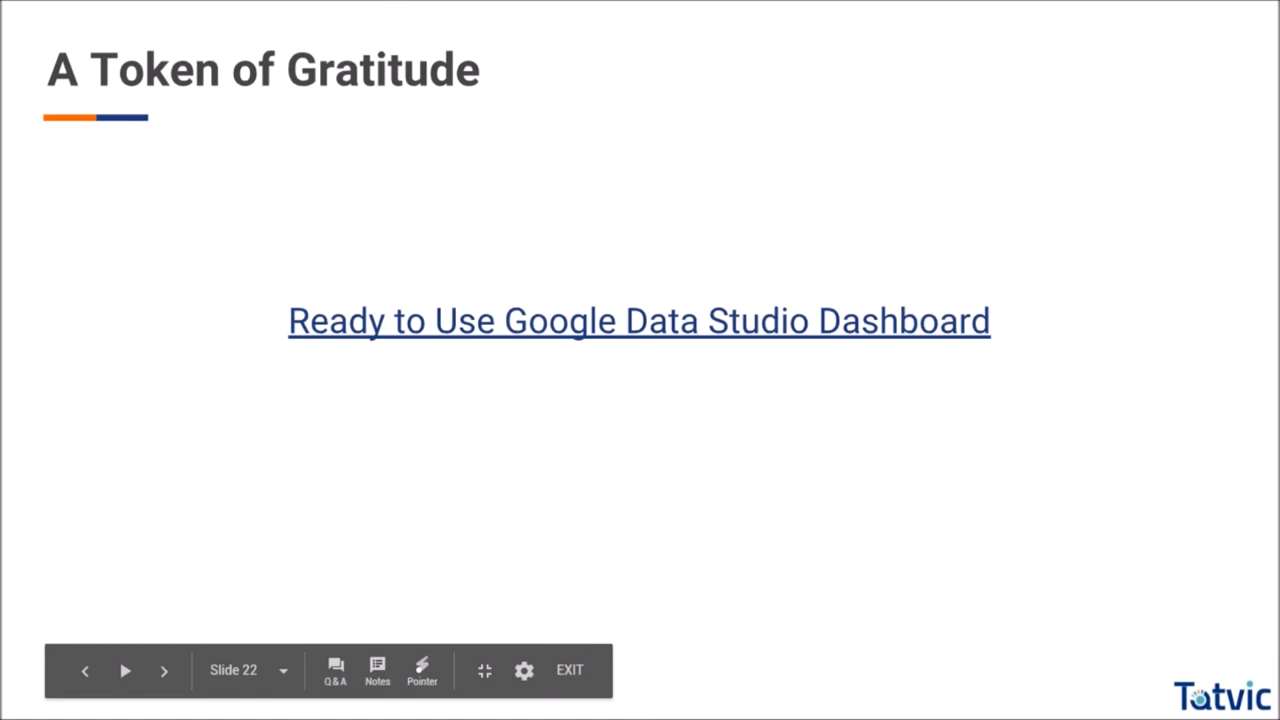 A Token of Gratitude
Ready to Use Google Data Studio Dashboard
Slide 22
Q&A
Notes
Pointer
EXIT
Tatvic